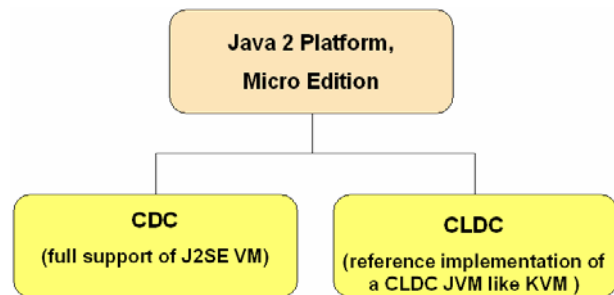 Java 2 Platform,
Micro Edition
CDC
(full support of J2SE VM)
CLDC
(reference implementation of
a CLDC JVM like KVM )